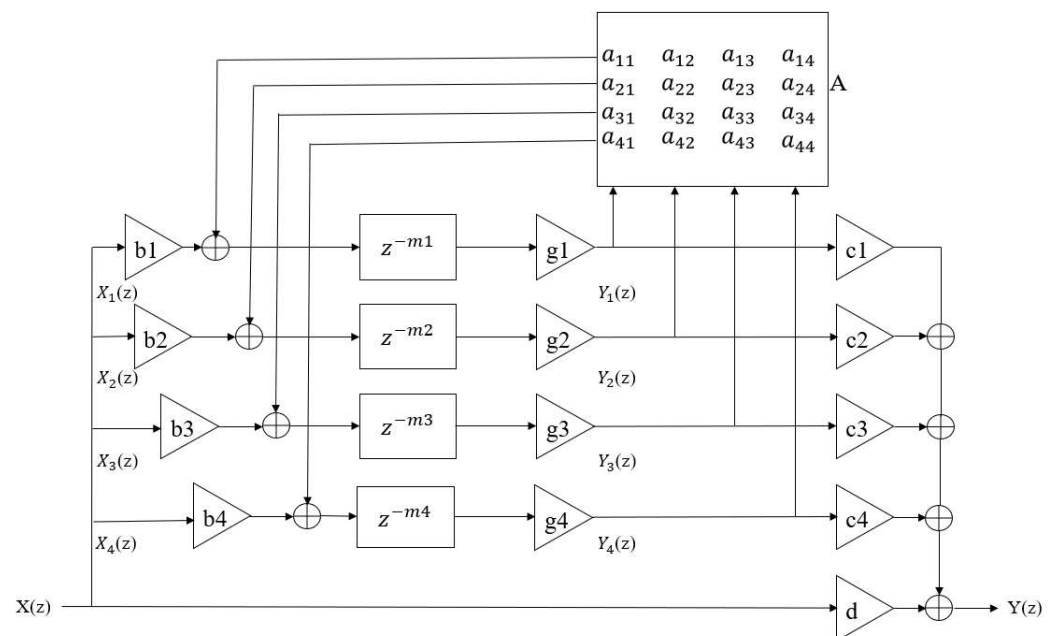 a₁₁ a₁₂ a₁₃ a₁₄
a₂₁ a₂₂ a₂₃ a₂₄ A
a₃₁ a₃₂ a₃₃ a₃₄
a₄₁ a₄₂ a₄₃ a₄₄
b1 z⁻ᵐ¹ g1 c1
X₁(z) Y₁(z)
b2 z⁻ᵐ² g2 c2
X₂(z) Y₂(z)
b3 z⁻ᵐ³ g3 c3
X₃(z) Y₃(z)
b4 z⁻ᵐ⁴ g4 c4
X₄(z) Y₄(z)
X(z) d Y(z)